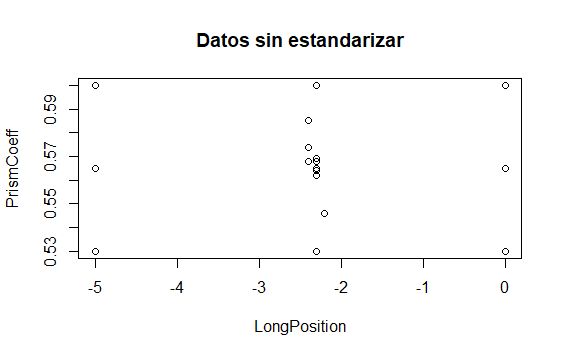 Datos sin estandarizar
PrismCoeff
0.59
0.57
0.55
0.53
-5 -4 -3 -2 -1 0
LongPosition